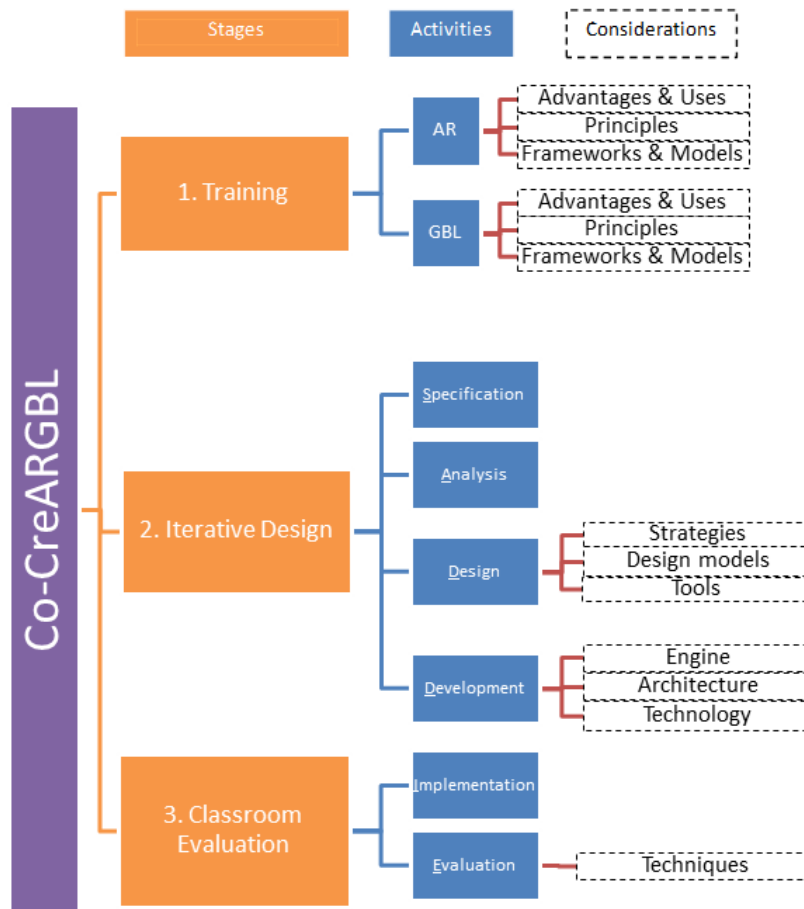 Stages
Activities
Considerations
Co-CreARGBL
1. Training
AR
Advantages & Uses
Principles
Frameworks & Models
GBL
Advantages & Uses
Principles
Frameworks & Models
2. Iterative Design
Specification
Analysis
Design
Strategies
Design models
Tools
Development
Engine
Architecture
Technology
3. Classroom
Evaluation
Implementation
Evaluation
Techniques